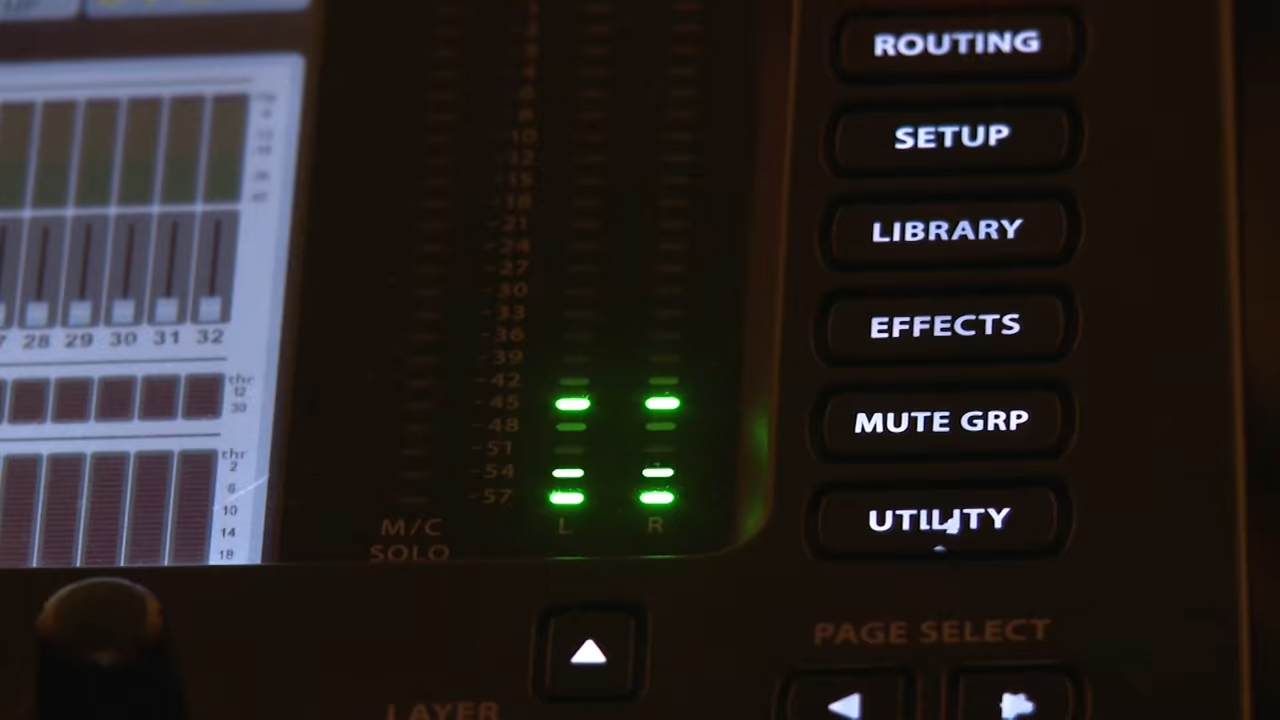 28 29 30 31 32
thr
12
30
thr
2
6
10
14
18
-10
-12
-15
-18
-21
-24
-27
-30
-33
-36
-39
-42
-45
-48
-51
-54
-57
L R
M/C
SOLO
ROUTING
SETUP
LIBRARY
EFFECTS
MUTE GRP
UTILITY
PAGE SELECT
LAYER